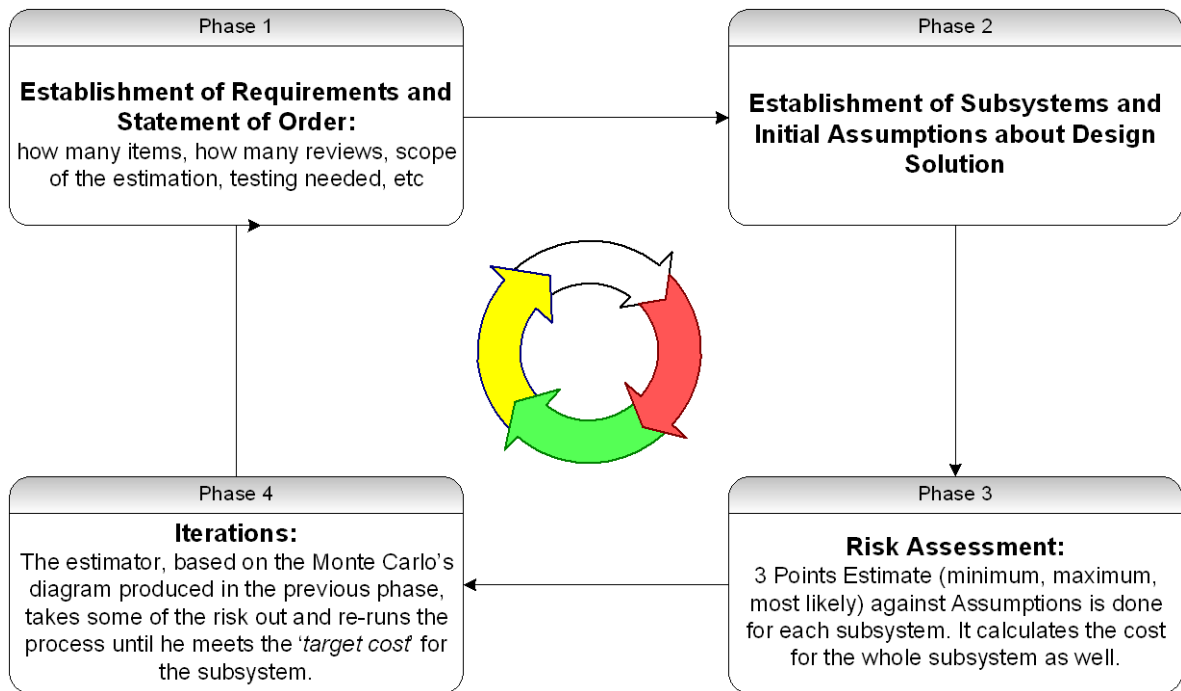 Phase 1
Establishment of Requirements and
Statement of Order:
how many items, how many reviews, scope
of the estimation, testing needed, etc
Phase 2
Establishment of Subsystems and
Initial Assumptions about Design
Solution
Phase 3
Risk Assessment:
3 Points Estimate (minimum, maximum,
most likely) against Assumptions is done
for each subsystem. It calculates the cost
for the whole subsystem as well.
Phase 4
Iterations:
The estimator, based on the Monte Carlo’s
diagram produced in the previous phase,
takes some of the risk out and re-runs the
process until he meets the ‘target cost’ for
the subsystem.